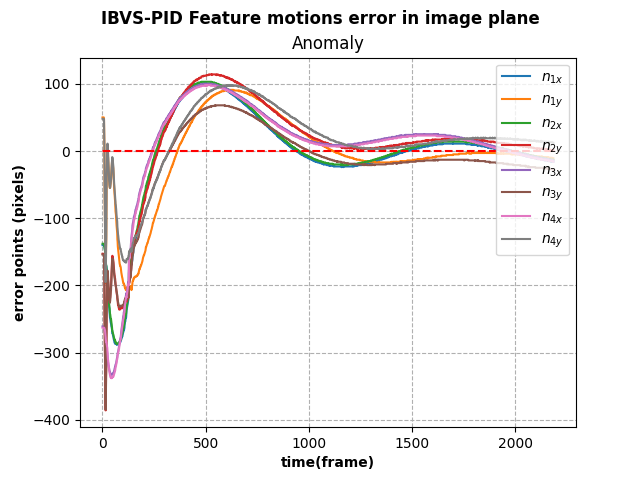 IBVS-PID Feature motions error in image plane
Anomaly
100
0
−100
−200
−300
−400
error points (pixels)
0 500 1000 1500 2000
time(frame)
n1x
n1y
n2x
n2y
n3x
n3y
n4x
n4y